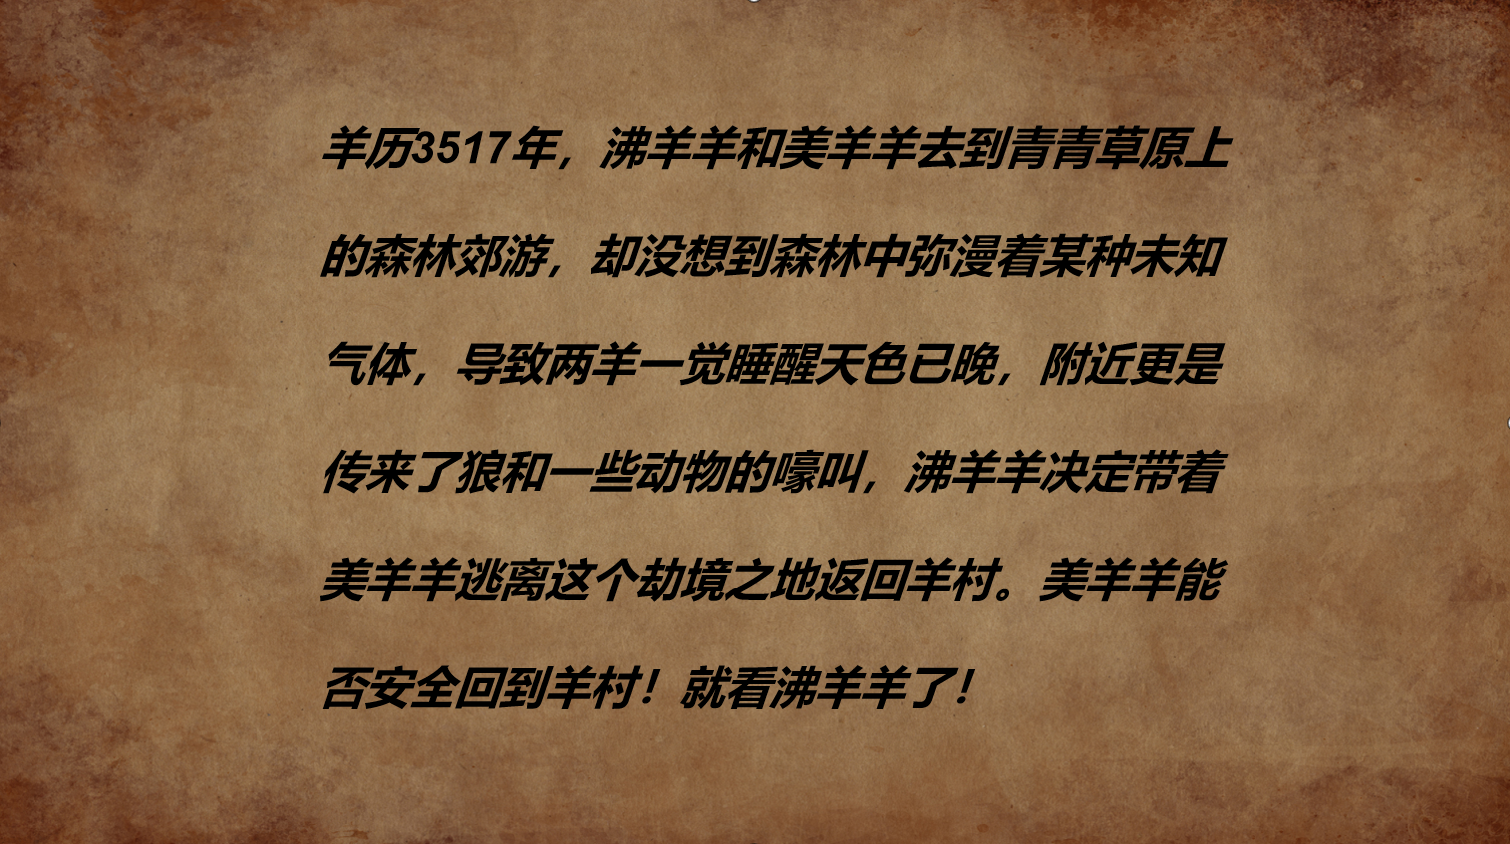 羊历3517年，沸羊羊和美羊羊去到青青草原上
的森林郊游，却没想到森林中弥漫着某种未知
气体，导致两羊一觉睡醒天色已晚，附近更是
传来了狼和一些动物的嚎叫，沸羊羊决定带着
美羊羊逃离这个劫境之地返回羊村。美羊羊能
否安全回到羊村！就看沸羊羊了！